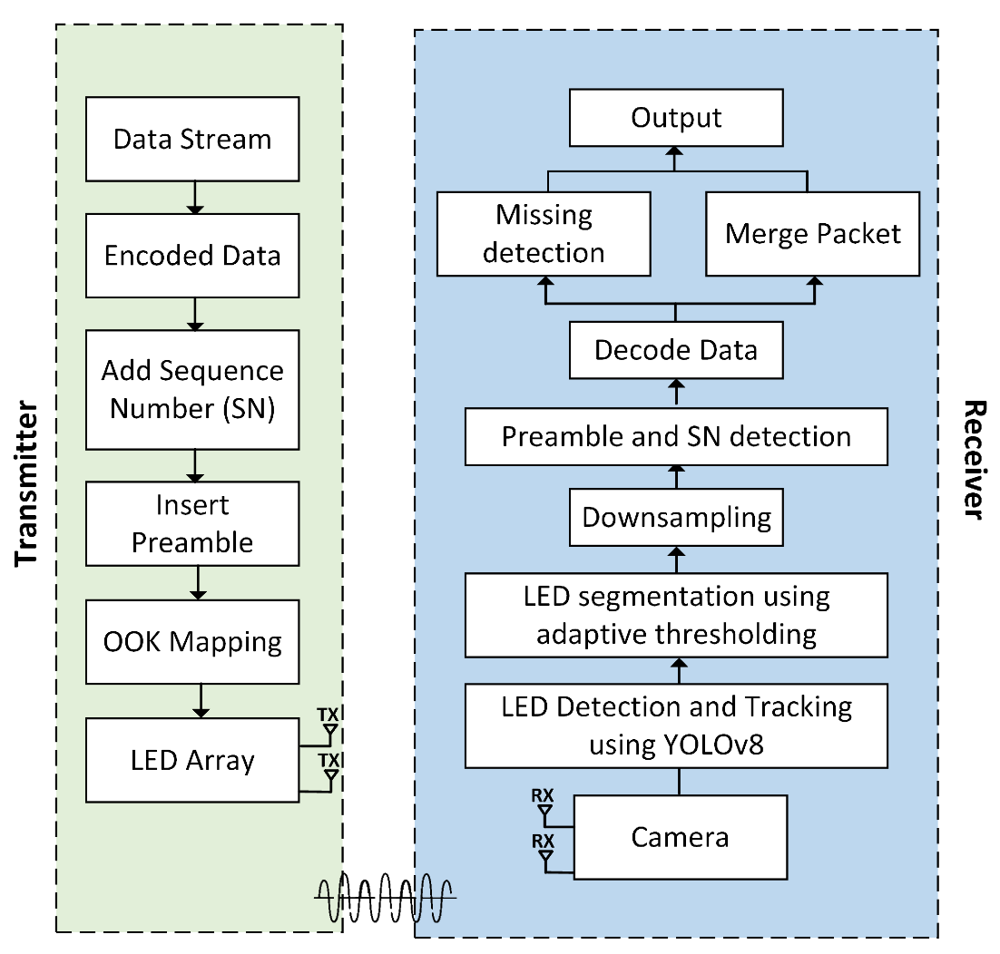 Transmitter
Data Stream
Encoded Data
Add Sequence
Number (SN)
Insert
Preamble
OOK Mapping
LED Array
TX
TX
Receiver
Output
Missing
detection
Merge Packet
Decode Data
Preamble and SN detection
Downsampling
LED segmentation using
adaptive thresholding
LED Detection and Tracking
using YOLOv8
RX
RX
Camera